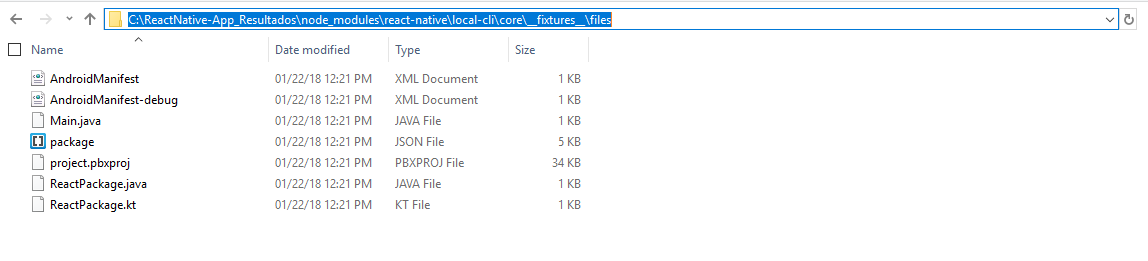 C:\ReactNative-App_Resultados\node_modules\react-native\local-cli\core\__fixtures__\files
Name Date modified Type Size
AndroidManifest 01/22/18 12:21 PM XML Document 1 KB
AndroidManifest-debug 01/22/18 12:21 PM XML Document 1 KB
Main.java 01/22/18 12:21 PM JAVA File 1 KB
package 01/22/18 12:21 PM JSON File 5 KB
project.pbxproj 01/22/18 12:21 PM PBXPROJ File 34 KB
ReactPackage.java 01/22/18 12:21 PM JAVA File 1 KB
ReactPackage.kt 01/22/18 12:21 PM KT File 1 KB